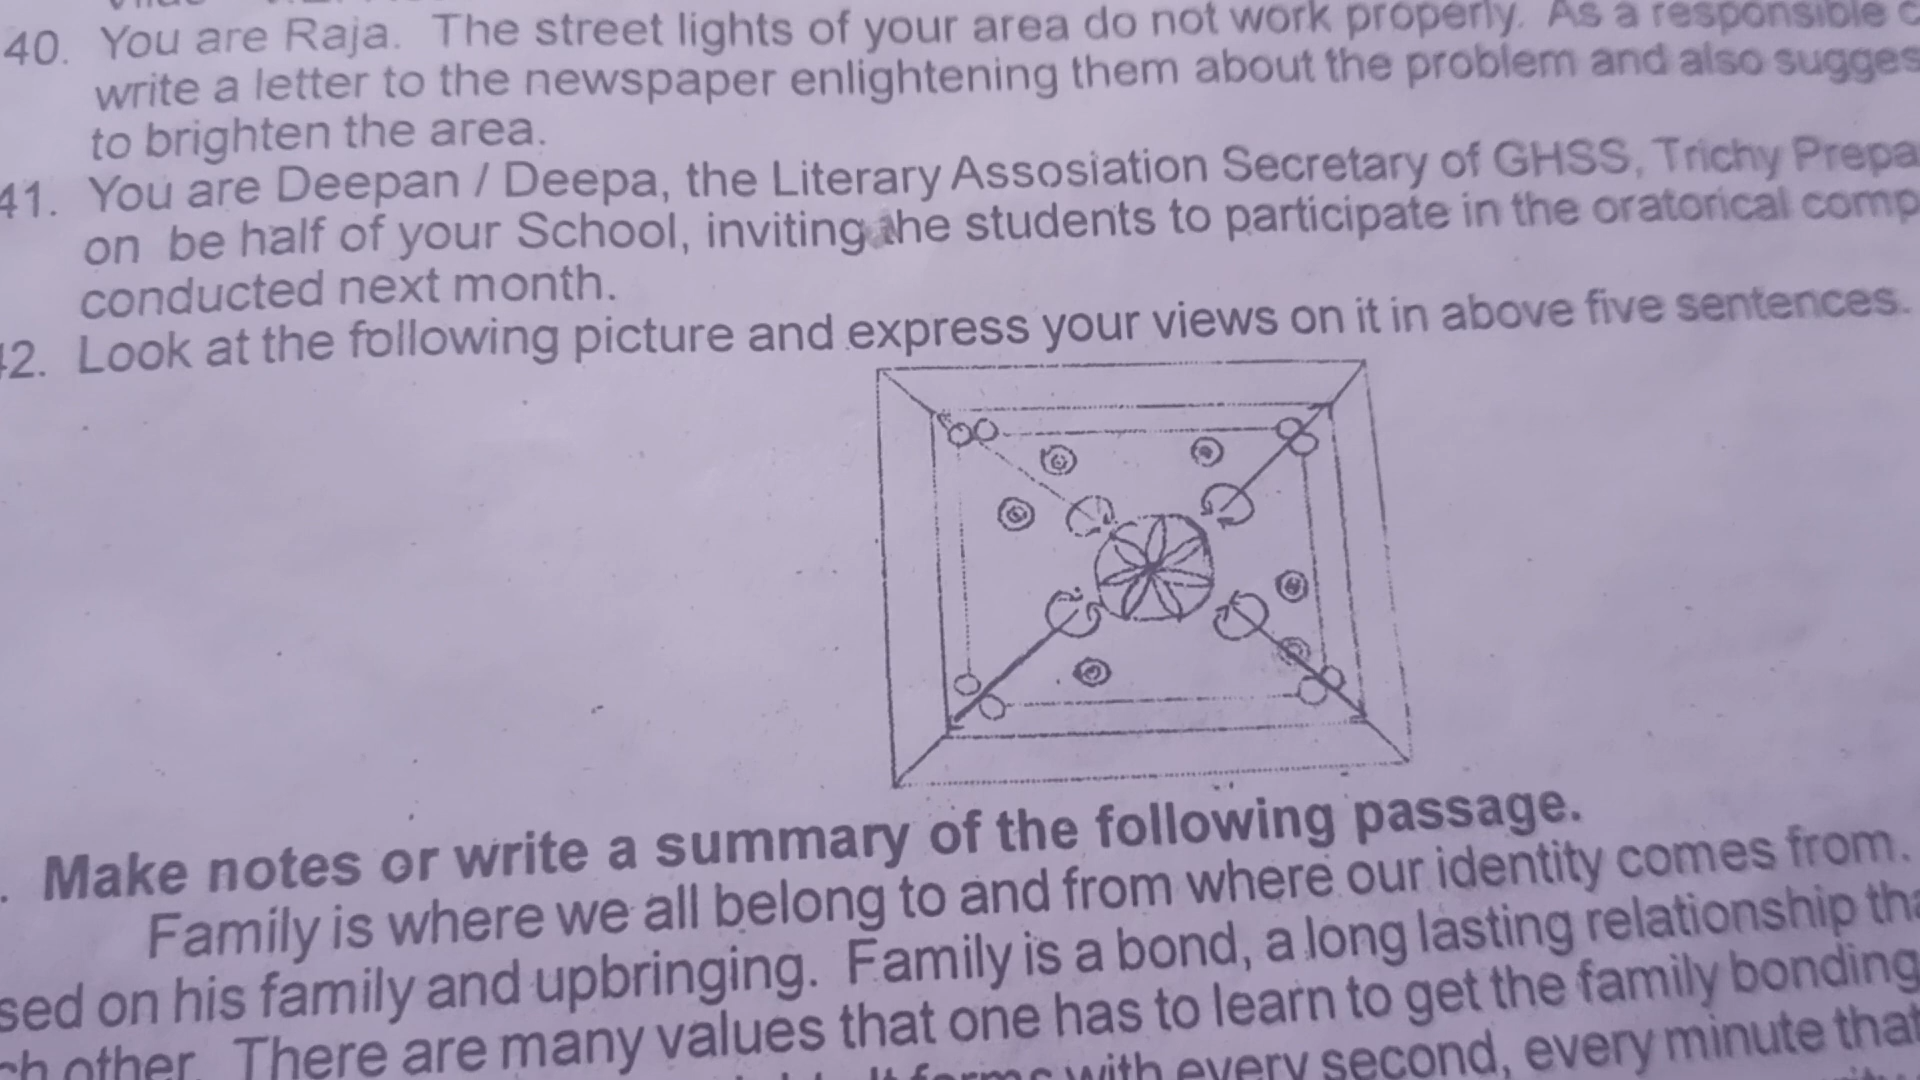 40. You are Raja. The street lights of your area do not work properly. As a responsible
write a letter to the newspaper enlightening them about the problem and also sugges
to brighten the area.
41. You are Deepan / Deepa, the Literary Assosiation Secretary of GHSS, Trichy Prepa
on be half of your School, inviting the students to participate in the oratorical comp
conducted next month.
2. Look at the following picture and express your views on it in above five sentences.
. Make notes or write a summary of the following passage.
Family is where we all belong to and from where our identity comes from.
sed on his family and upbringing. Family is a bond, a long lasting relationship tha
ch other. There are many values that one has to learn to get the family bonding
with every second, every minute that